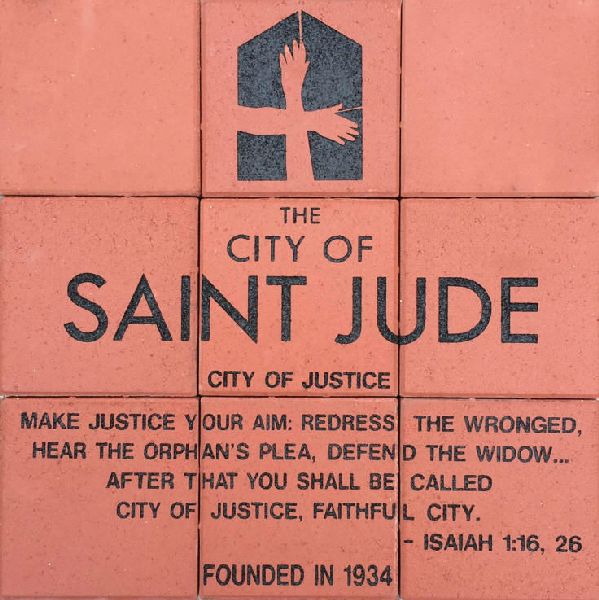 THE
CITY OF
SAINT JUDE
CITY OF JUSTICE
MAKE JUSTICE YOUR AIM: REDRESS THE WRONGED,
HEAR THE ORPHAN'S PLEA, DEFEND THE WIDOW...
AFTER THAT YOU SHALL BE CALLED
CITY OF JUSTICE, FAITHFUL CITY.
- ISAIAH 1:16, 26
FOUNDED IN 1934